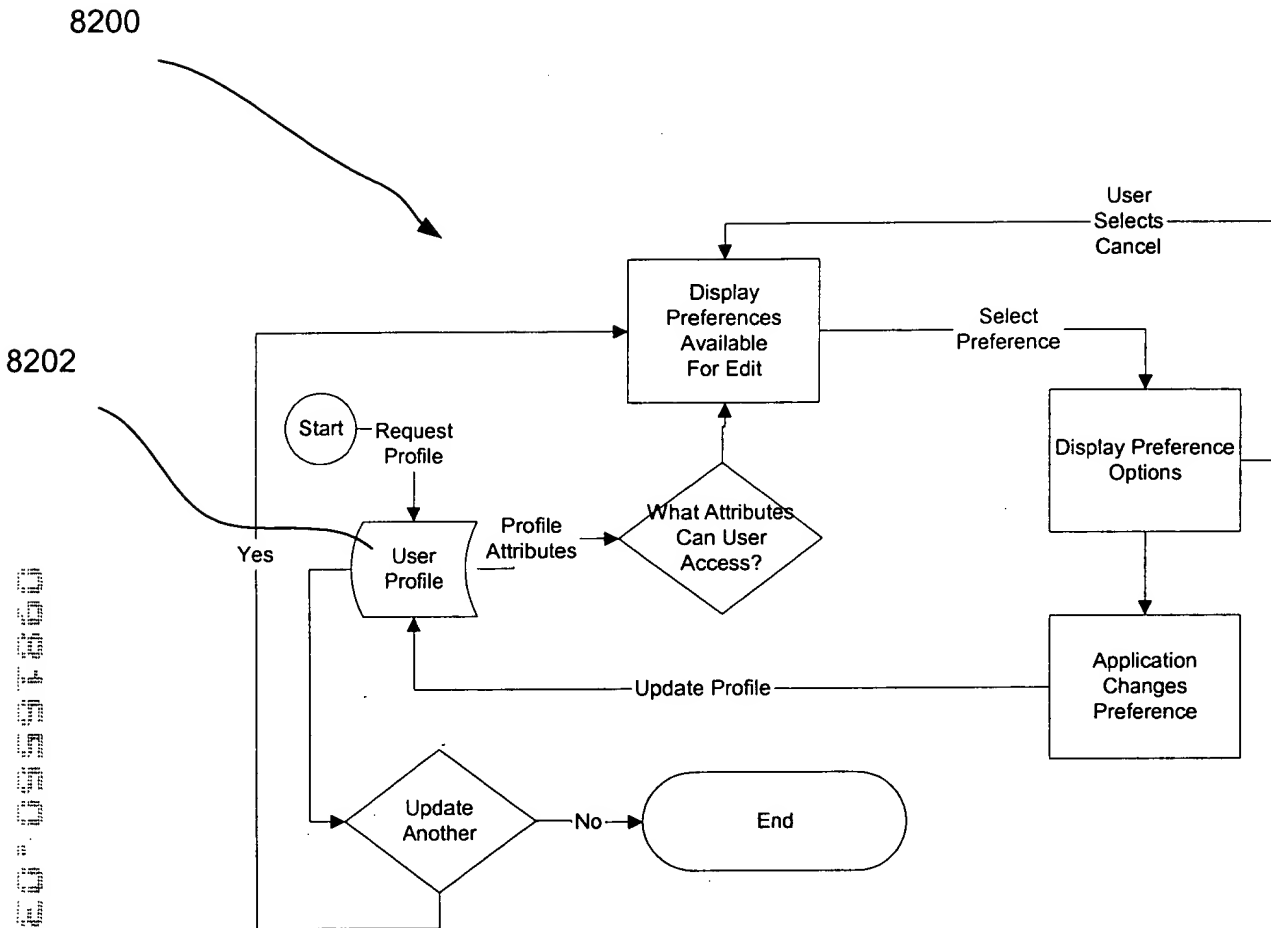 8200
User
Selects
Cancel
Display
Preferences
Available
For Edit
Select
Preference
8202
Start
Request
Profile
Display Preference
Options
What Attributes
Can User
Access?
Profile
Attributes
User
Profile
Yes
Application
Changes
Preference
Update Profile
Update
Another
No
End